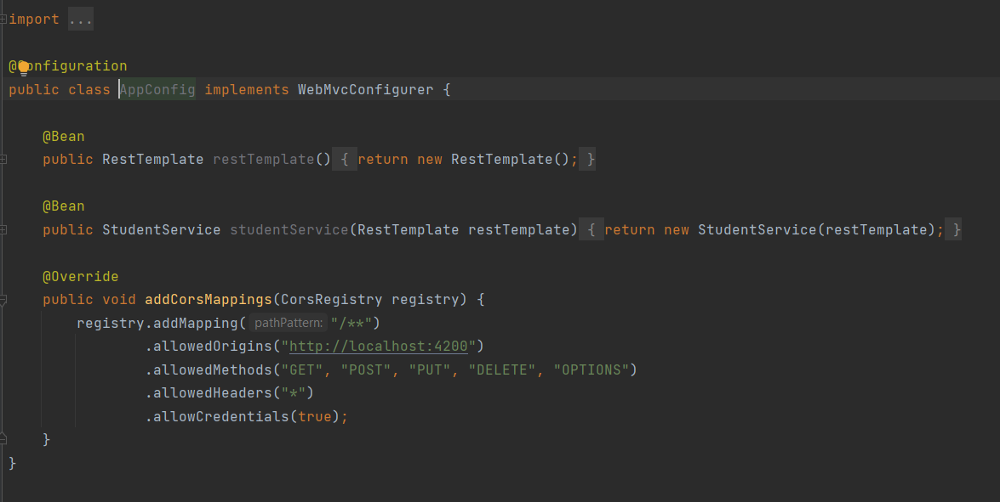 import ...
@Configuration
public class AppConfig implements WebMvcConfigurer {
@Bean
public RestTemplate restTemplate() { return new RestTemplate(); }
@Bean
public StudentService studentService(RestTemplate restTemplate) { return new StudentService(restTemplate); }
@Override
public void addCorsMappings(CorsRegistry registry) {
registry.addMapping( pathPattern: "/**")
.allowedOrigins("http://localhost:4200")
.allowedMethods("GET", "POST", "PUT", "DELETE", "OPTIONS")
.allowedHeaders("*")
.allowCredentials(true);
}
}